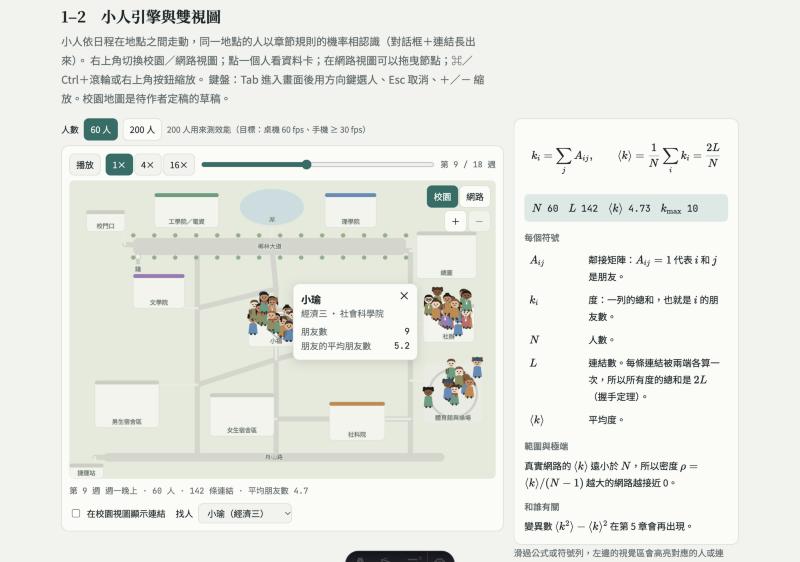 1–2 小人引擎與雙視圖
小人依日程在地點之間走動，同一地點的人以章節規則的機率相認識（對話框＋連結長出
來）。右上角切換校園／網路視圖；點一個人看資料卡；在網路視圖可以拖曳節點；⌘／
Ctrl＋滾輪或右上角按鈕縮放。鍵盤：Tab 進入畫面後用方向鍵選人、Esc 取消、＋／－ 縮
放。校園地圖是待作者定稿的草稿。
人數 60 人 200 人 200 人用來測效能（目標：桌機 60 fps、手機 ≥ 30 fps）
播放 1× 4× 16× 第 9 / 18 週
校園 網路
+ −
校門口
工學院／電資
理學院
椰林大道
總圖
文學院
小瑜
經濟三 · 社會科學院
朋友數 9
朋友的平均朋友數 5.2
社辦
體育館與操場
男生宿舍區
女生宿舍區
社科院
舟山路
捷運站
第 9 週 週一晚上 · 60 人 · 142 條連結 · 平均朋友數 4.7
在校園視圖顯示連結 找人 小瑜（經濟三）
k_i = ∑_j A_ij, ⟨k⟩ = 1/N ∑_i k_i = 2L/N
N 60 L 142 ⟨k⟩ 4.73 k_max 10
每個符號
A_ij 鄰接矩陣：A_ij = 1 代表 i 和 j
是朋友。
k_i 度：一列的總和，也就是 i 的朋
友數。
N 人數。
L 連結數。每條連結被兩端各算一
次，所以所有度的總和是 2L
（握手定理）。
⟨k⟩ 平均度。
範圍與極端
真實網路的 ⟨k⟩ 遠小於 N，所以密度 ρ =
⟨k⟩/(N − 1) 越大的網路越接近 0。
和誰有關
變異數 ⟨k²⟩ − ⟨k⟩² 在第 5 章會再出現。
滑過公式或符號列，左邊的視覺區會高亮對應的人或連